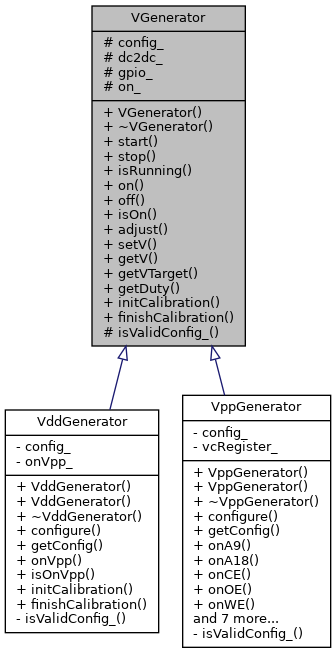 VGenerator
# config_
# dc2dc_
# gpio_
# on_
+ VGenerator()
+ ~VGenerator()
+ start()
+ stop()
+ isRunning()
+ on()
+ off()
+ isOn()
+ adjust()
+ setV()
+ getV()
+ getVTarget()
+ getDuty()
+ initCalibration()
+ finishCalibration()
# isValidConfig_()
VddGenerator
- config_
- onVpp_
+ VddGenerator()
+ VddGenerator()
+ ~VddGenerator()
+ configure()
+ getConfig()
+ onVpp()
+ isOnVpp()
+ initCalibration()
+ finishCalibration()
- isValidConfig_()
VppGenerator
- config_
- vcRegister_
+ VppGenerator()
+ VppGenerator()
+ ~VppGenerator()
+ configure()
+ getConfig()
+ onA9()
+ onA18()
+ onCE()
+ onOE()
+ onWE()
and 7 more...
- isValidConfig_()